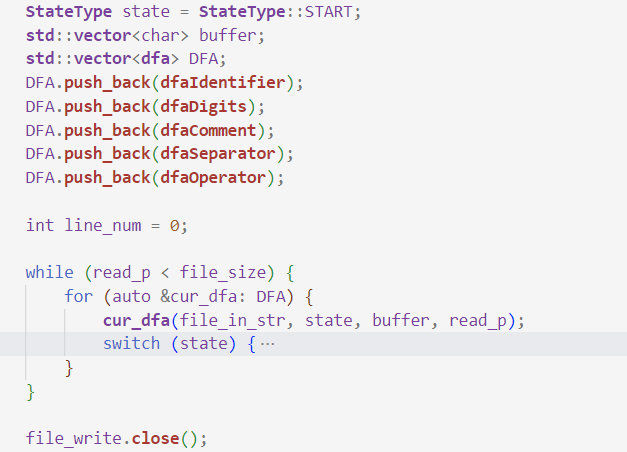 StateType state = StateType::START;
std::vector<char> buffer;
std::vector<dfa> DFA;
DFA.push_back(dfaIdentifier);
DFA.push_back(dfaDigits);
DFA.push_back(dfaComment);
DFA.push_back(dfaSeparator);
DFA.push_back(dfaOperator);

int line_num = 0;

while (read_p < file_size) {
    for (auto &cur_dfa: DFA) {
        cur_dfa(file_in_str, state, buffer, read_p);
        switch (state) {⋯
    }
}

file_write.close();